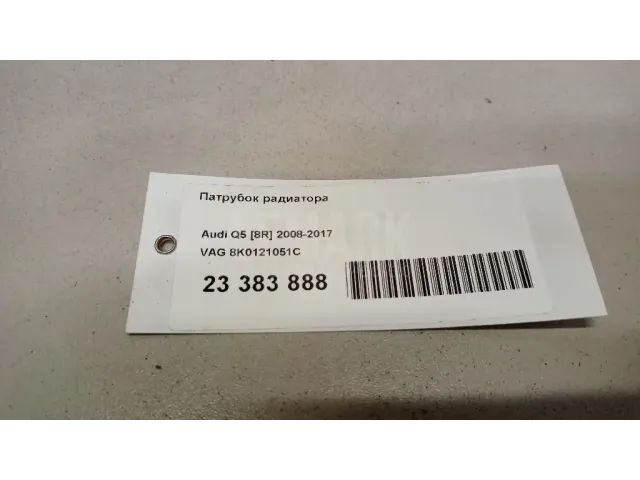 Патрубок радиатора
Audi Q5 [8R] 2008-2017
VAG 8K0121051C
23 383 888